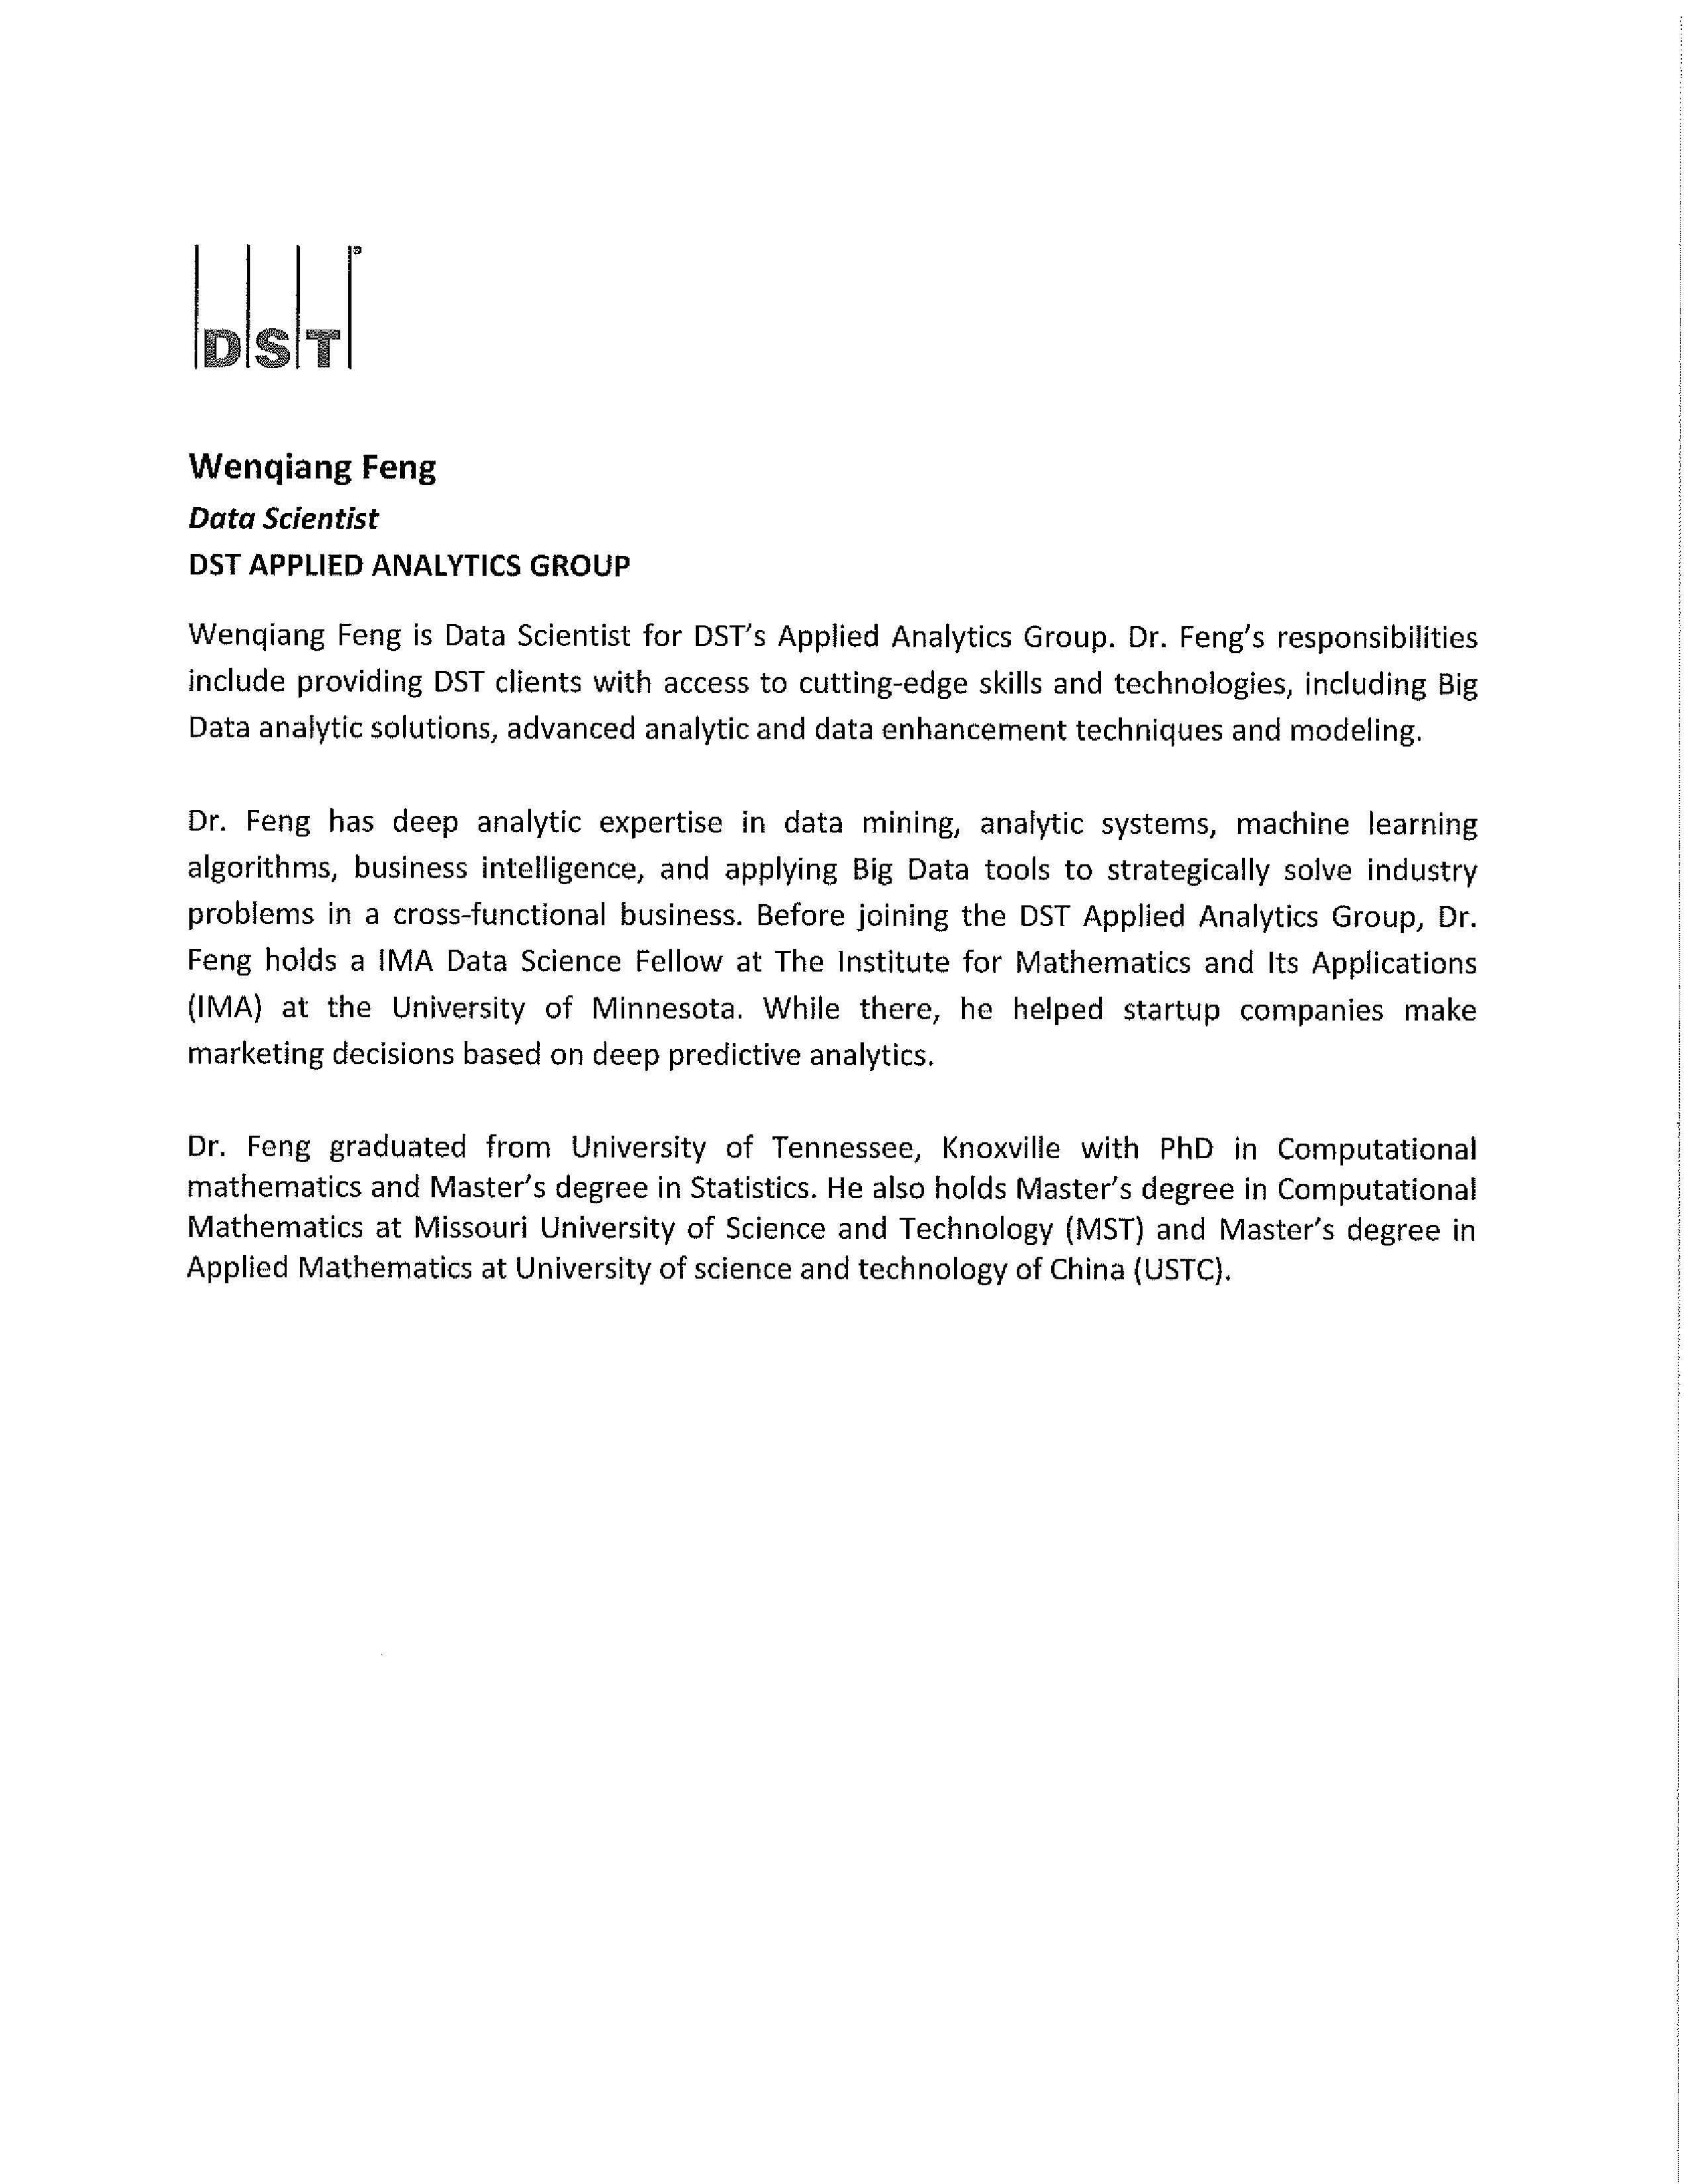 DST
Wenqiang Feng
Data Scientist
DST APPLIED ANALYTICS GROUP
Wenqiang Feng is Data Scientist for DST's Applied Analytics Group. Dr. Feng's responsibilities
include providing DST clients with access to cutting-edge skills and technologies, including Big
Data analytic solutions, advanced analytic and data enhancement techniques and modeling.
Dr. Feng has deep analytic expertise in data mining, analytic systems, machine learning
algorithms, business intelligence, and applying Big Data tools to strategically solve industry
problems in a cross-functional business. Before joining the DST Applied Analytics Group, Dr.
Feng holds a IMA Data Science Fellow at The Institute for Mathematics and Its Applications
(IMA) at the University of Minnesota. While there, he helped startup companies make
marketing decisions based on deep predictive analytics.
Dr. Feng graduated from University of Tennessee, Knoxville with PhD in Computational
mathematics and Master's degree in Statistics. He also holds Master's degree in Computational
Mathematics at Missouri University of Science and Technology (MST) and Master's degree in
Applied Mathematics at University of science and technology of China (USTC).